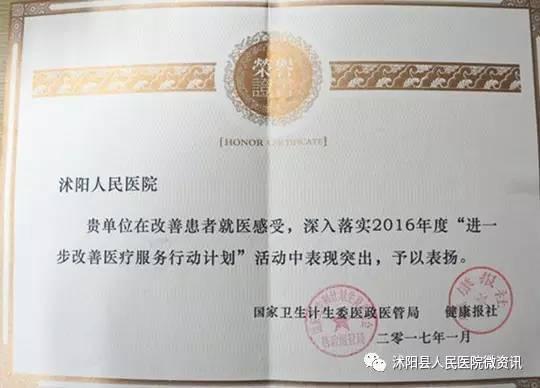 榮譽
證書
[HONOR CERTIFICATE]
沭阳人民医院
贵单位在改善患者就医感受，深入落实2016年度“进一
步改善医疗服务行动计划”活动中表现突出，予以表扬。
国家卫生计生委医政医管局 健康报社
二零一七年一月
沭阳县人民医院微资讯